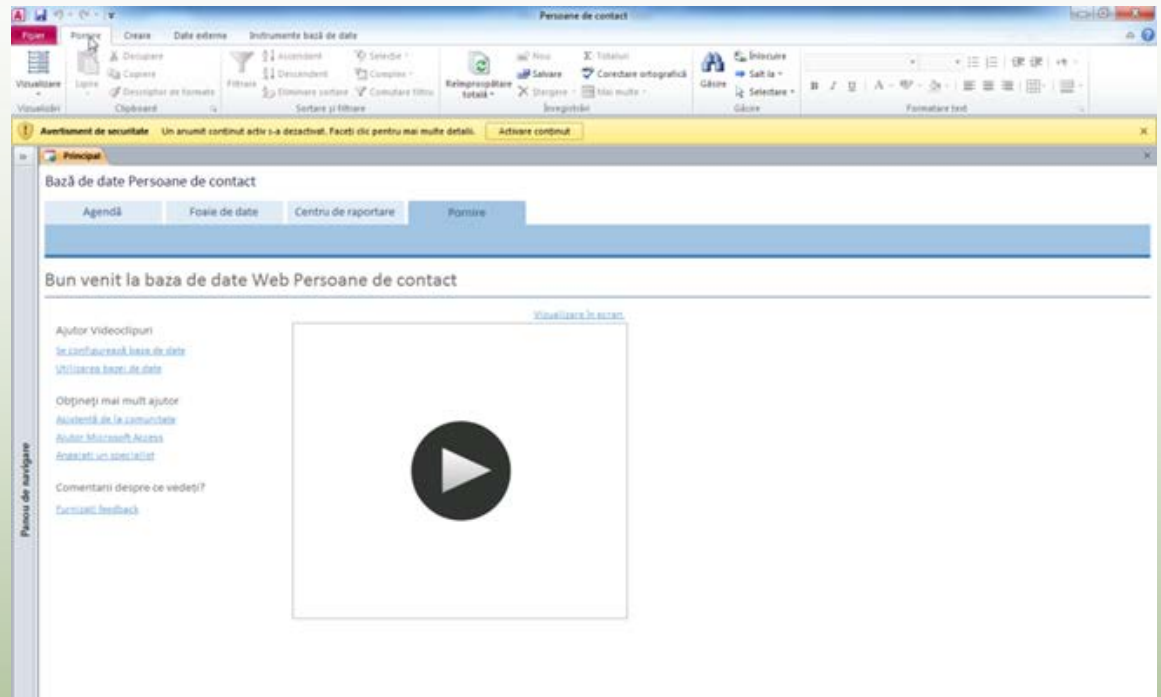 Persoane de contact
Fișier Pornire Creare Date externe Instrumente bază de date
Vizualizare Lipire Decupare Copiere Descriptor de formate Filtrare Ascendent Descendent Eliminare sortare Selecție Complex Comutare filtru Reîmprospătare totală Nou Salvare Ștergere Totaluri Corectare ortografică Mai multe Găsire Înlocuire Salt la Selectare
Vizualizări Clipboard Sortare și filtrare Înregistrări Găsire Formatare text
Avertisment de securitate Un anumit conținut activ s-a dezactivat. Faceți clic pentru mai multe detalii. Activare conținut
Principal
Bază de date Persoane de contact
Agendă Foaie de date Centru de raportare Pornire
Bun venit la baza de date Web Persoane de contact
Vizualizare în ecran
Ajutor Videoclipuri
Se configurează baza de date
Utilizarea bazei de date
Obțineți mai mult ajutor
Asistență de la comunitate
Ajutor Microsoft Access
Angajați un specialist
Comentarii despre ce vedeți?
Furnizați feedback
Panou de navigare